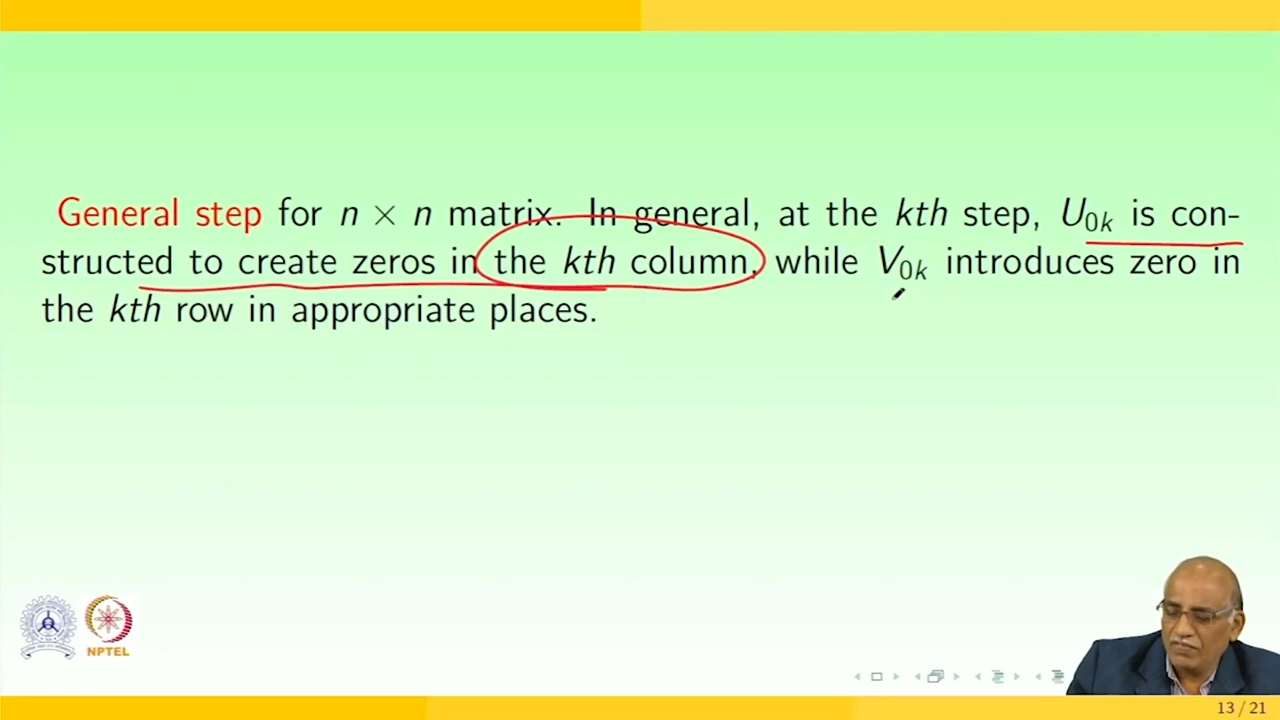 General step for n × n matrix. In general, at the kth step, U₀ₖ is con-
structed to create zeros in the kth column, while V₀ₖ introduces zero in
the kth row in appropriate places.
NPTEL
13 / 21